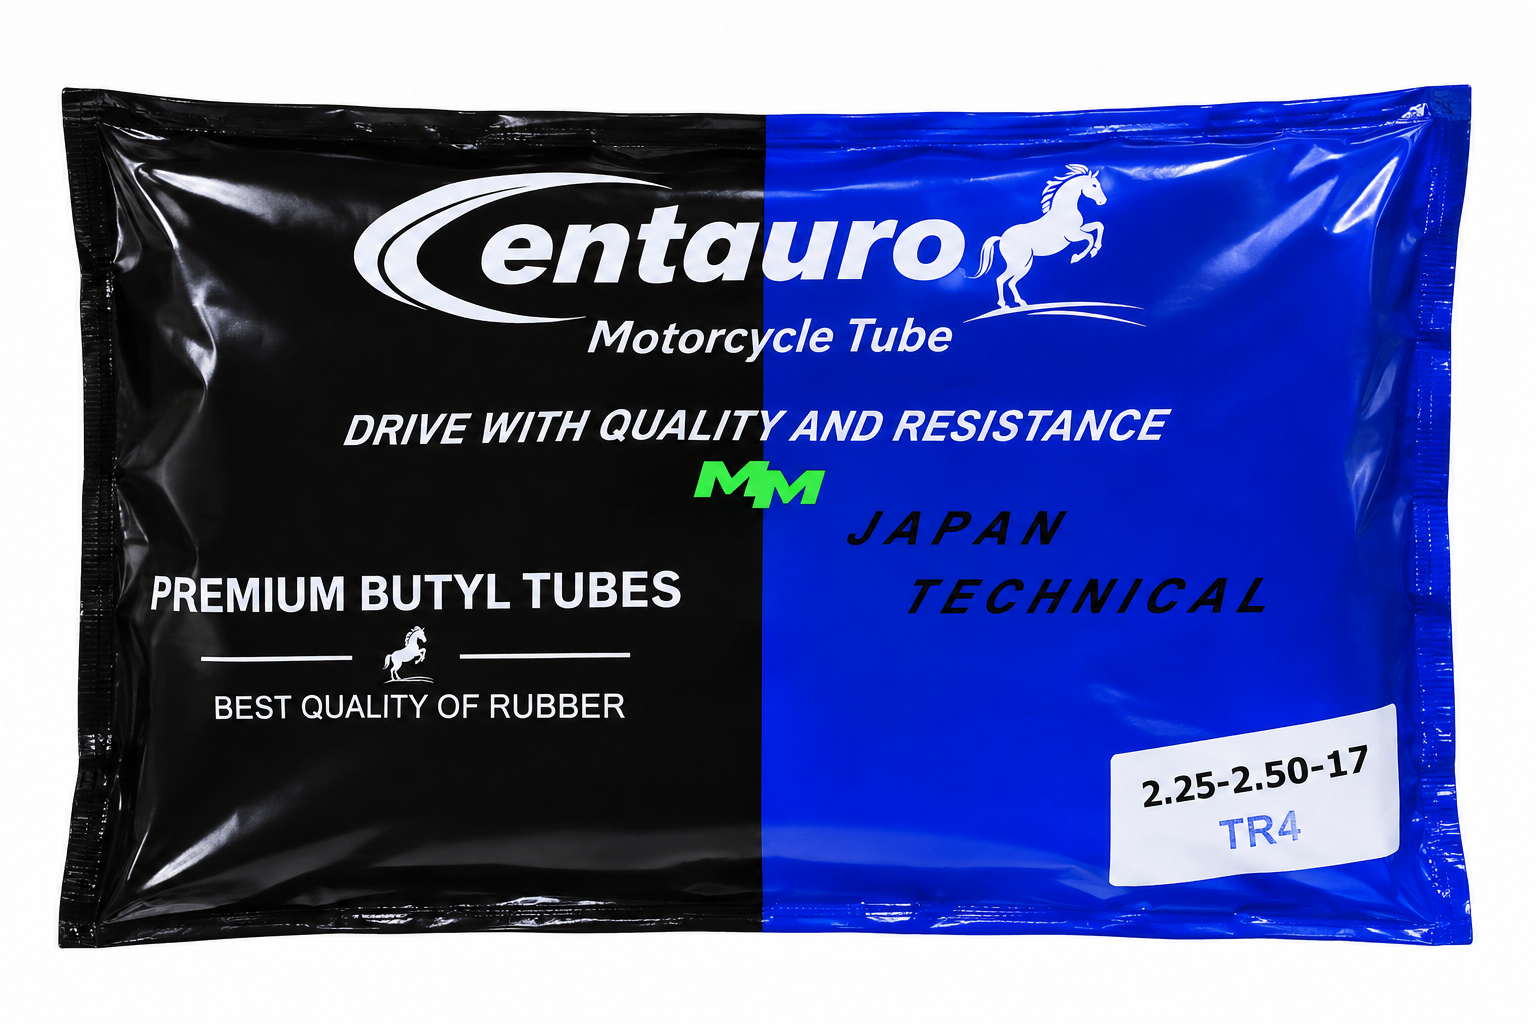 Centauro
Motorcycle Tube
DRIVE WITH QUALITY AND RESISTANCE
MM
JAPAN
TECHNICAL
PREMIUM BUTYL TUBES
BEST QUALITY OF RUBBER
2.25-2.50-17
TR4